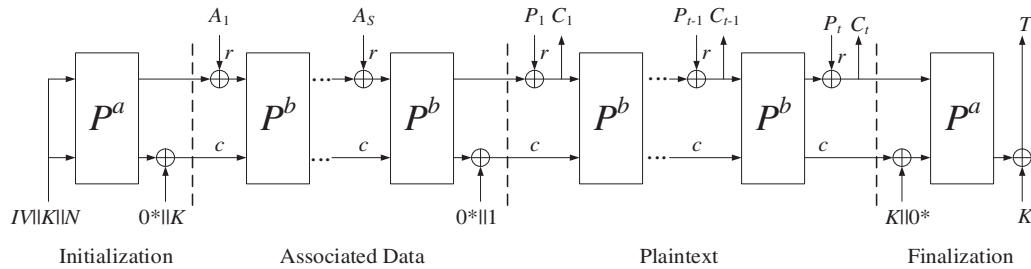 A₁ Aₛ P₁ C₁ Pₜ₋₁ Cₜ₋₁ Pₜ Cₜ T
r r r r r
Pᵃ Pᵇ ... Pᵇ Pᵇ ... Pᵇ Pᵃ
c ... c c ... c c
IV||K||N 0*||K 0*||1 K||0* K
Initialization Associated Data Plaintext Finalization